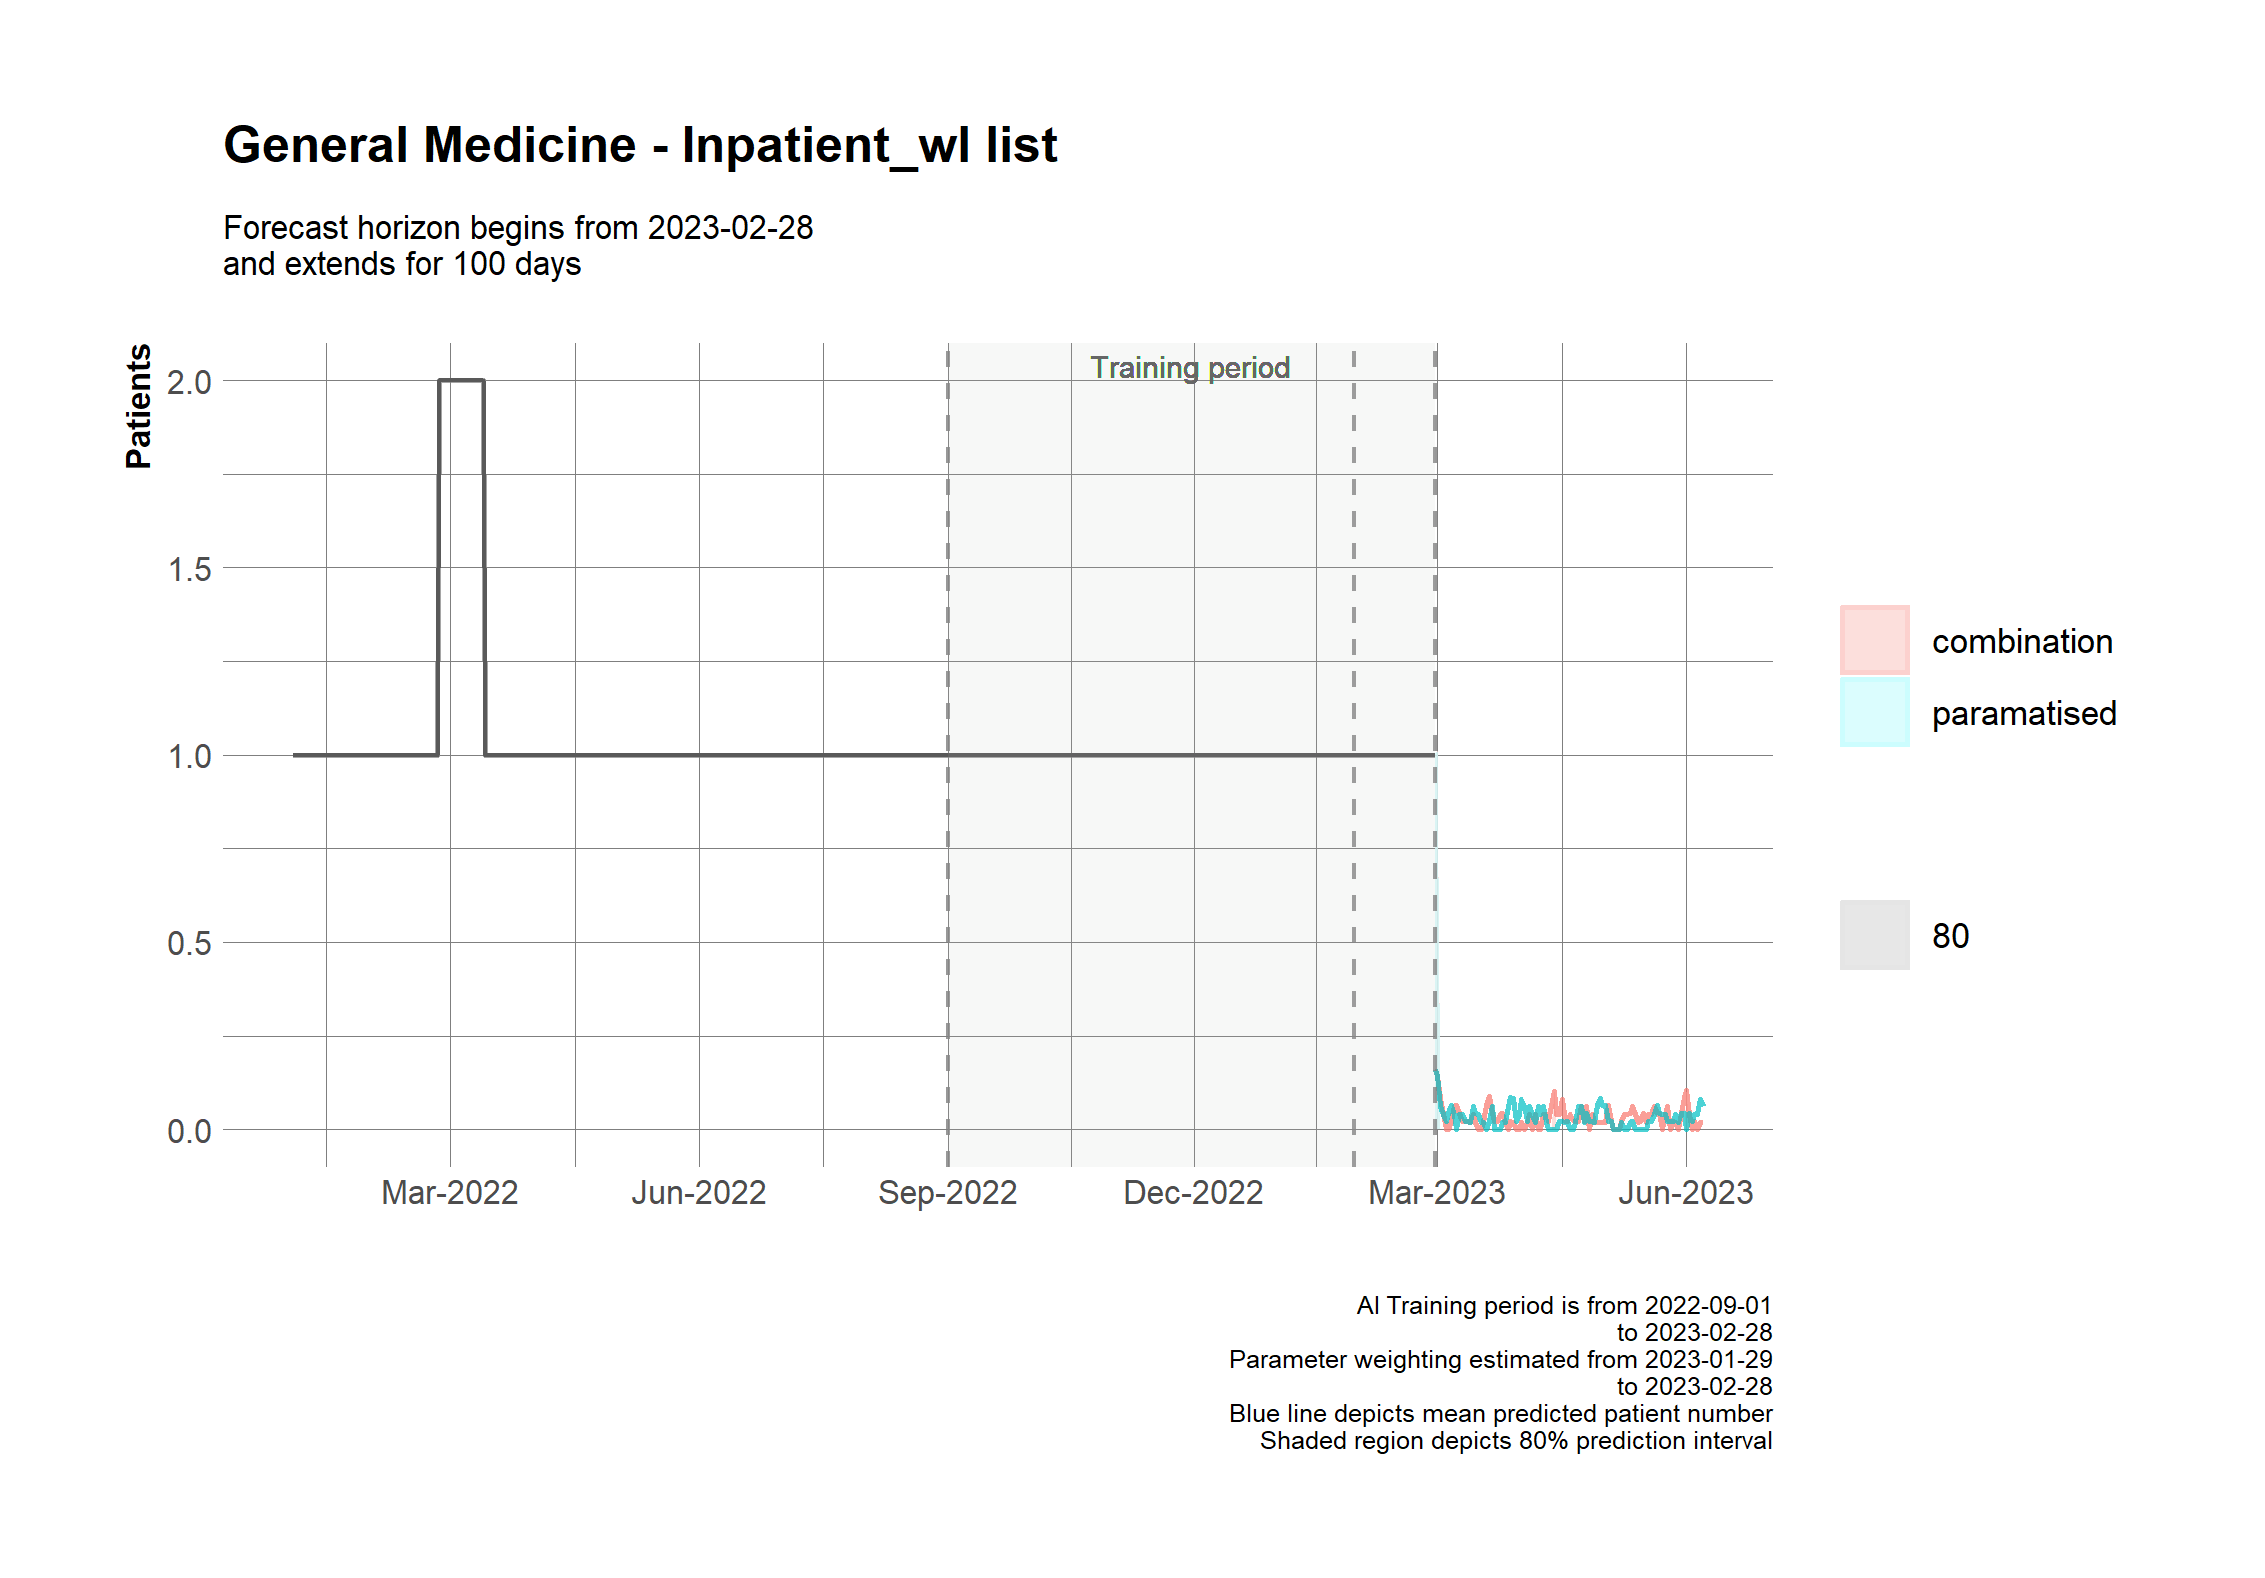 General Medicine - Inpatient_wl list
Forecast horizon begins from 2023-02-28
and extends for 100 days
Patients
2.0
1.5
1.0
0.5
0.0
Training period
Mar-2022
Jun-2022
Sep-2022
Dec-2022
Mar-2023
Jun-2023
combination
paramatised
80
AI Training period is from 2022-09-01
to 2023-02-28
Parameter weighting estimated from 2023-01-29
to 2023-02-28
Blue line depicts mean predicted patient number
Shaded region depicts 80% prediction interval